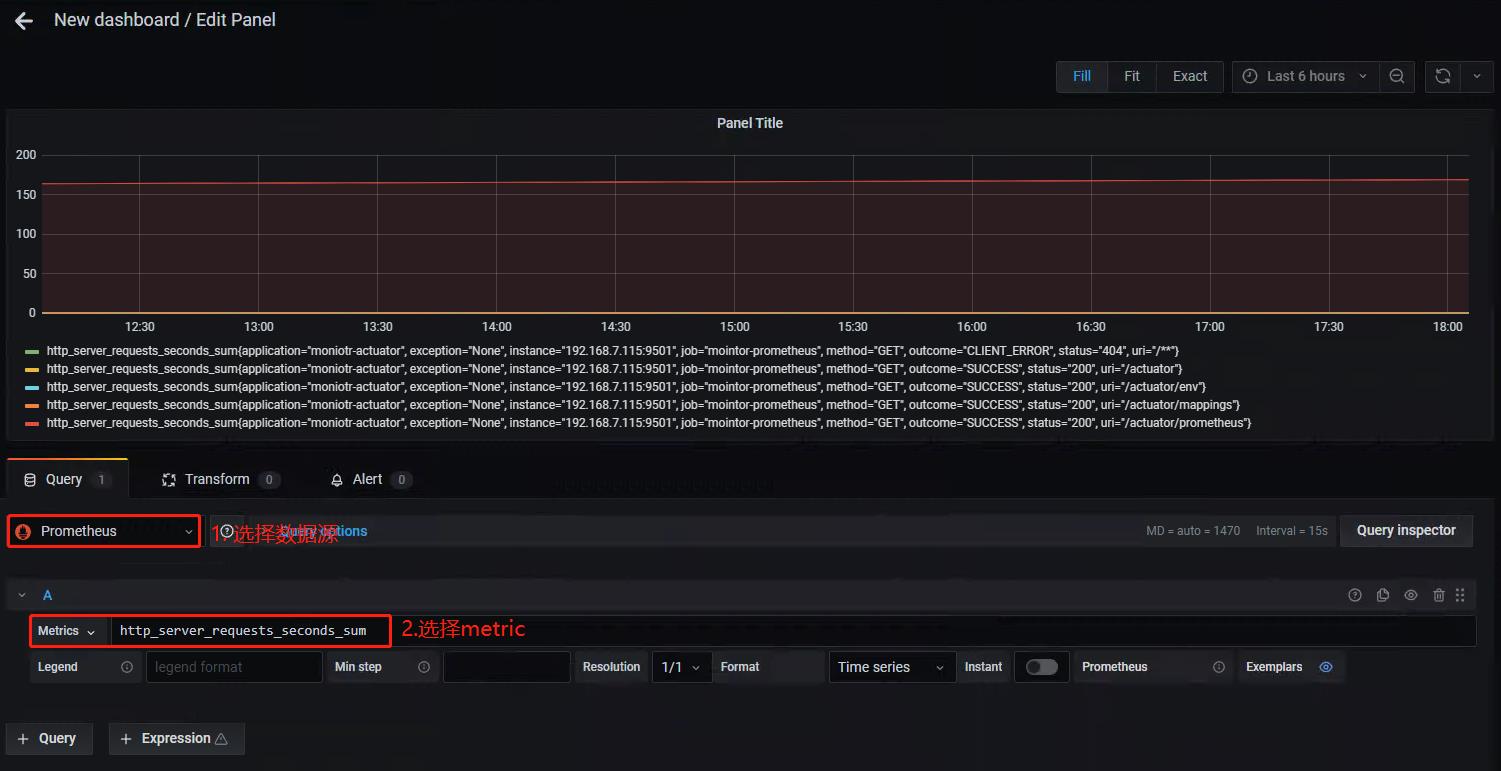 New dashboard / Edit Panel
Fill Fit Exact Last 6 hours
Panel Title
200
150
100
50
0
12:30 13:00 13:30 14:00 14:30 15:00 15:30 16:00 16:30 17:00 17:30 18:00
http_server_requests_seconds_sum{application="moniotr-actuator", exception="None", instance="192.168.7.115:9501", job="mointor-prometheus", method="GET", outcome="CLIENT_ERROR", status="404", uri="/**"}
http_server_requests_seconds_sum{application="moniotr-actuator", exception="None", instance="192.168.7.115:9501", job="mointor-prometheus", method="GET", outcome="SUCCESS", status="200", uri="/actuator"}
http_server_requests_seconds_sum{application="moniotr-actuator", exception="None", instance="192.168.7.115:9501", job="mointor-prometheus", method="GET", outcome="SUCCESS", status="200", uri="/actuator/env"}
http_server_requests_seconds_sum{application="moniotr-actuator", exception="None", instance="192.168.7.115:9501", job="mointor-prometheus", method="GET", outcome="SUCCESS", status="200", uri="/actuator/mappings"}
http_server_requests_seconds_sum{application="moniotr-actuator", exception="None", instance="192.168.7.115:9501", job="mointor-prometheus", method="GET", outcome="SUCCESS", status="200", uri="/actuator/prometheus"}
Query 1 Transform 0 Alert 0
Prometheus 1.选择数据源 Query options MD = auto = 1470 Interval = 15s Query inspector
A
Metrics http_server_requests_seconds_sum 2.选择metric
Legend legend format Min step Resolution 1/1 Format Time series Instant Prometheus Exemplars
+ Query + Expression